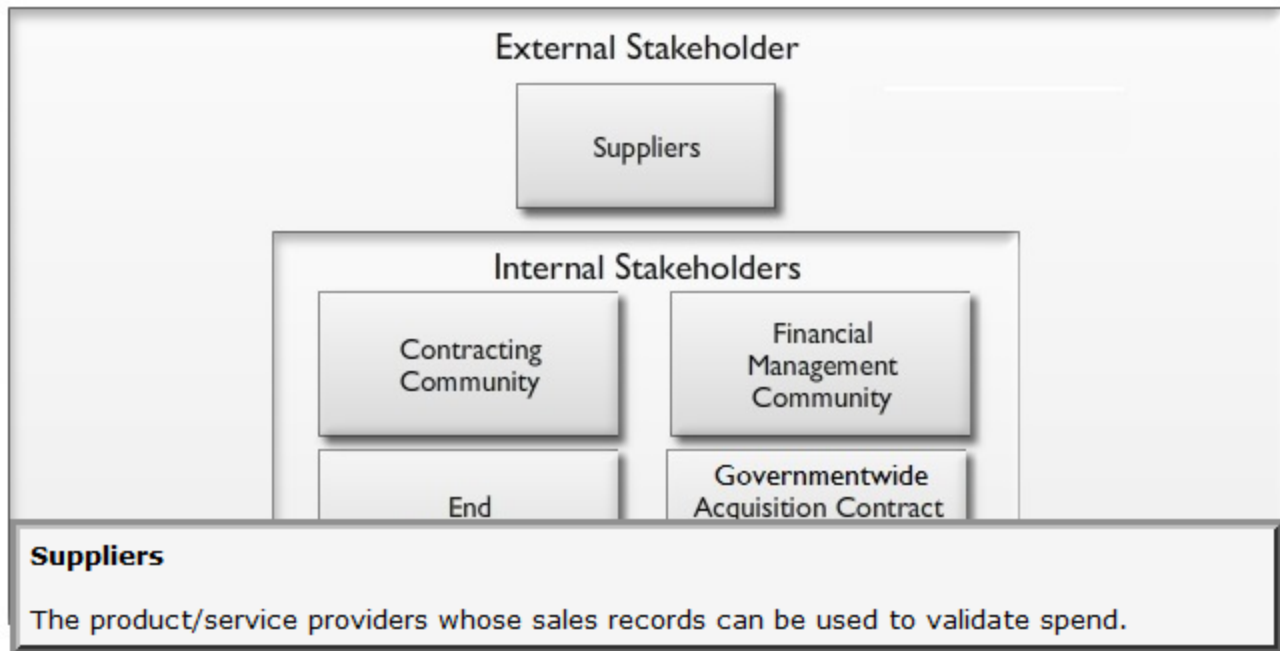 External Stakeholder
Suppliers
Internal Stakeholders
Contracting
Community
Financial
Management
Community
End
Governmentwide
Acquisition Contract
Suppliers
The product/service providers whose sales records can be used to validate spend.